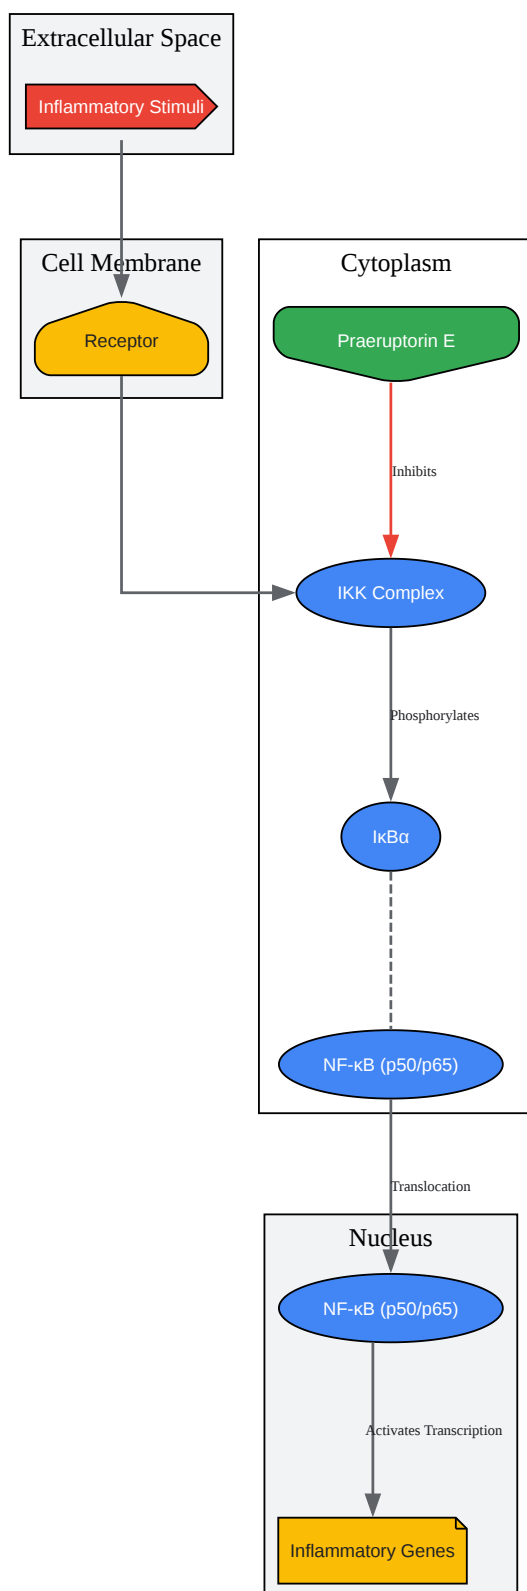 Extracellular Space
Inflammatory Stimuli
Cell Membrane
Receptor
Cytoplasm
Praeruptorin E
Inhibits
IKK Complex
Phosphorylates
IκBα
NF-κB (p50/p65)
Translocation
Nucleus
NF-κB (p50/p65)
Activates Transcription
Inflammatory Genes